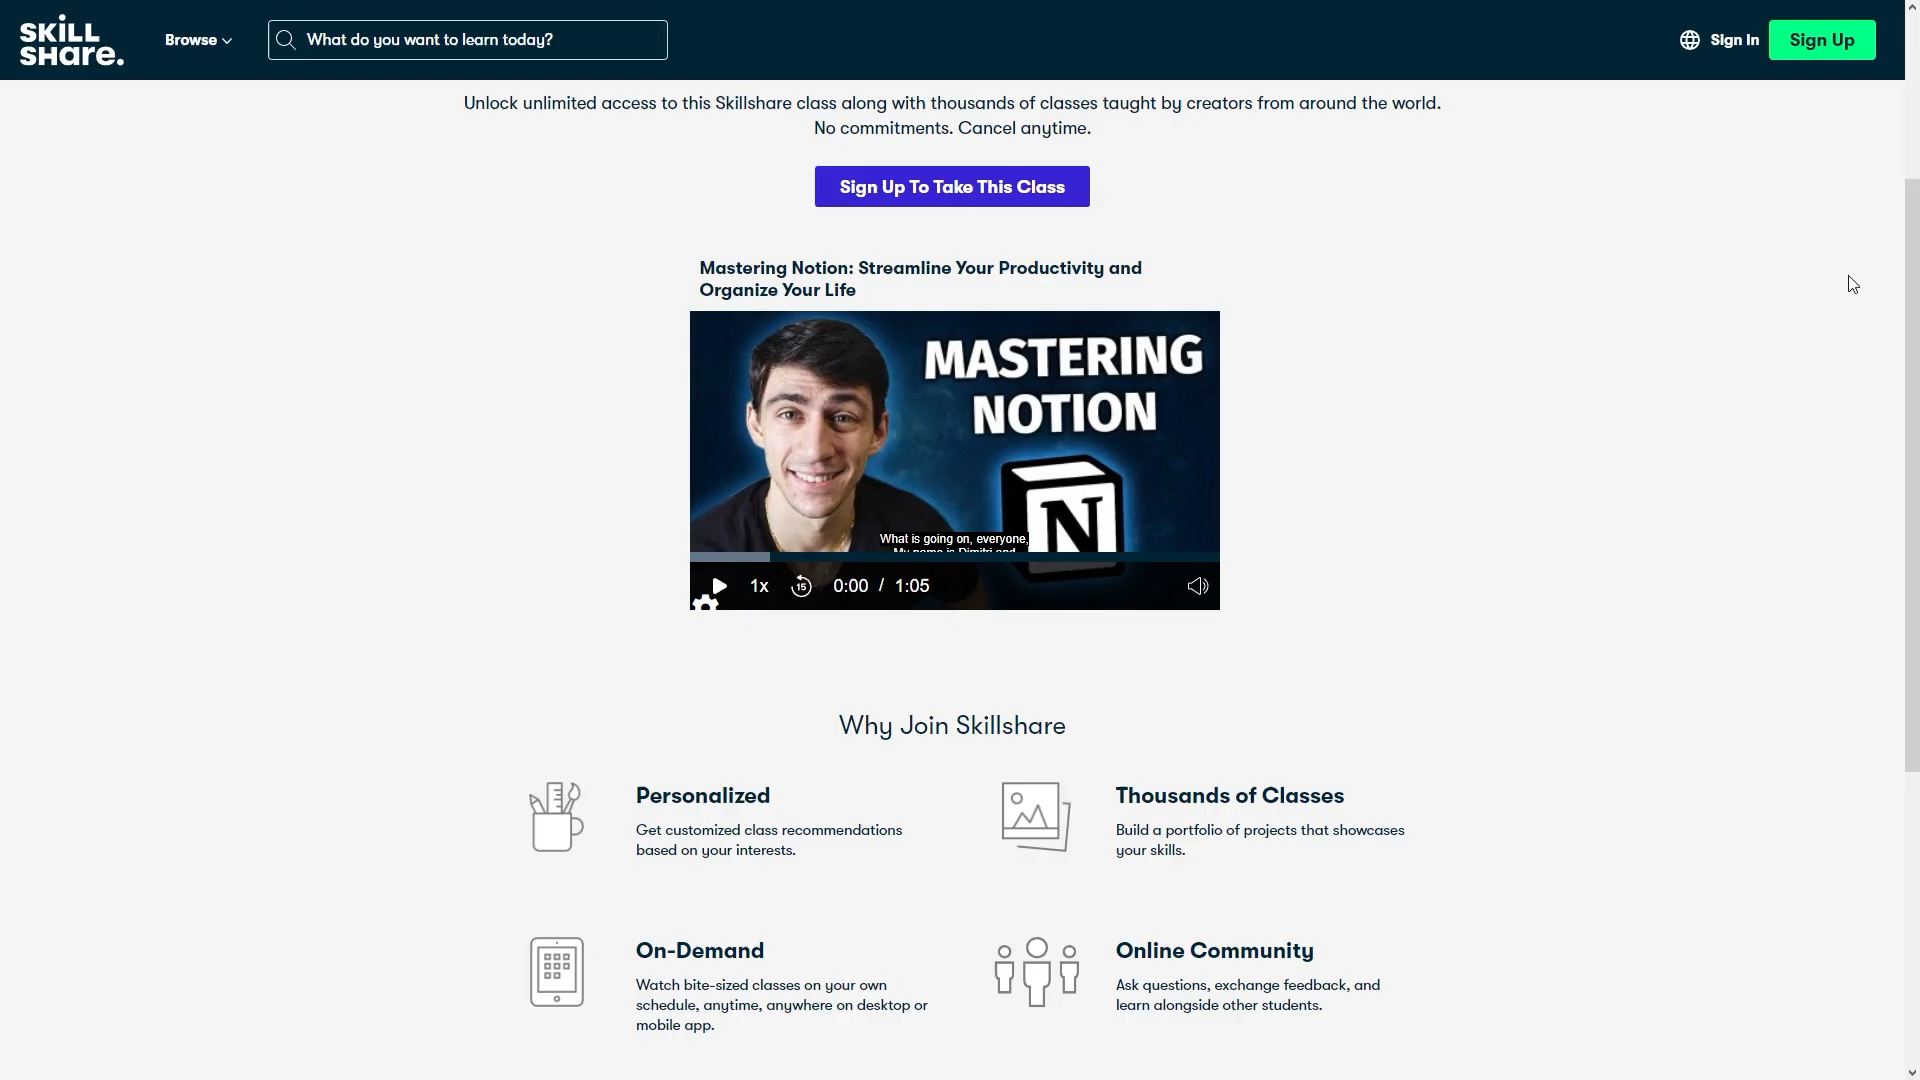 SKILL
SHARE.
Browse
What do you want to learn today?
Sign In
Sign Up
Unlock unlimited access to this Skillshare class along with thousands of classes taught by creators from around the world.
No commitments. Cancel anytime.
Sign Up To Take This Class
Mastering Notion: Streamline Your Productivity and
Organize Your Life
MASTERING
NOTION
N
What is going on, everyone,
My name is Dimitri and
1x
15
0:00 / 1:05
Why Join Skillshare
Personalized
Get customized class recommendations
based on your interests.
Thousands of Classes
Build a portfolio of projects that showcases
your skills.
On-Demand
Watch bite-sized classes on your own
schedule, anytime, anywhere on desktop or
mobile app.
Online Community
Ask questions, exchange feedback, and
learn alongside other students.